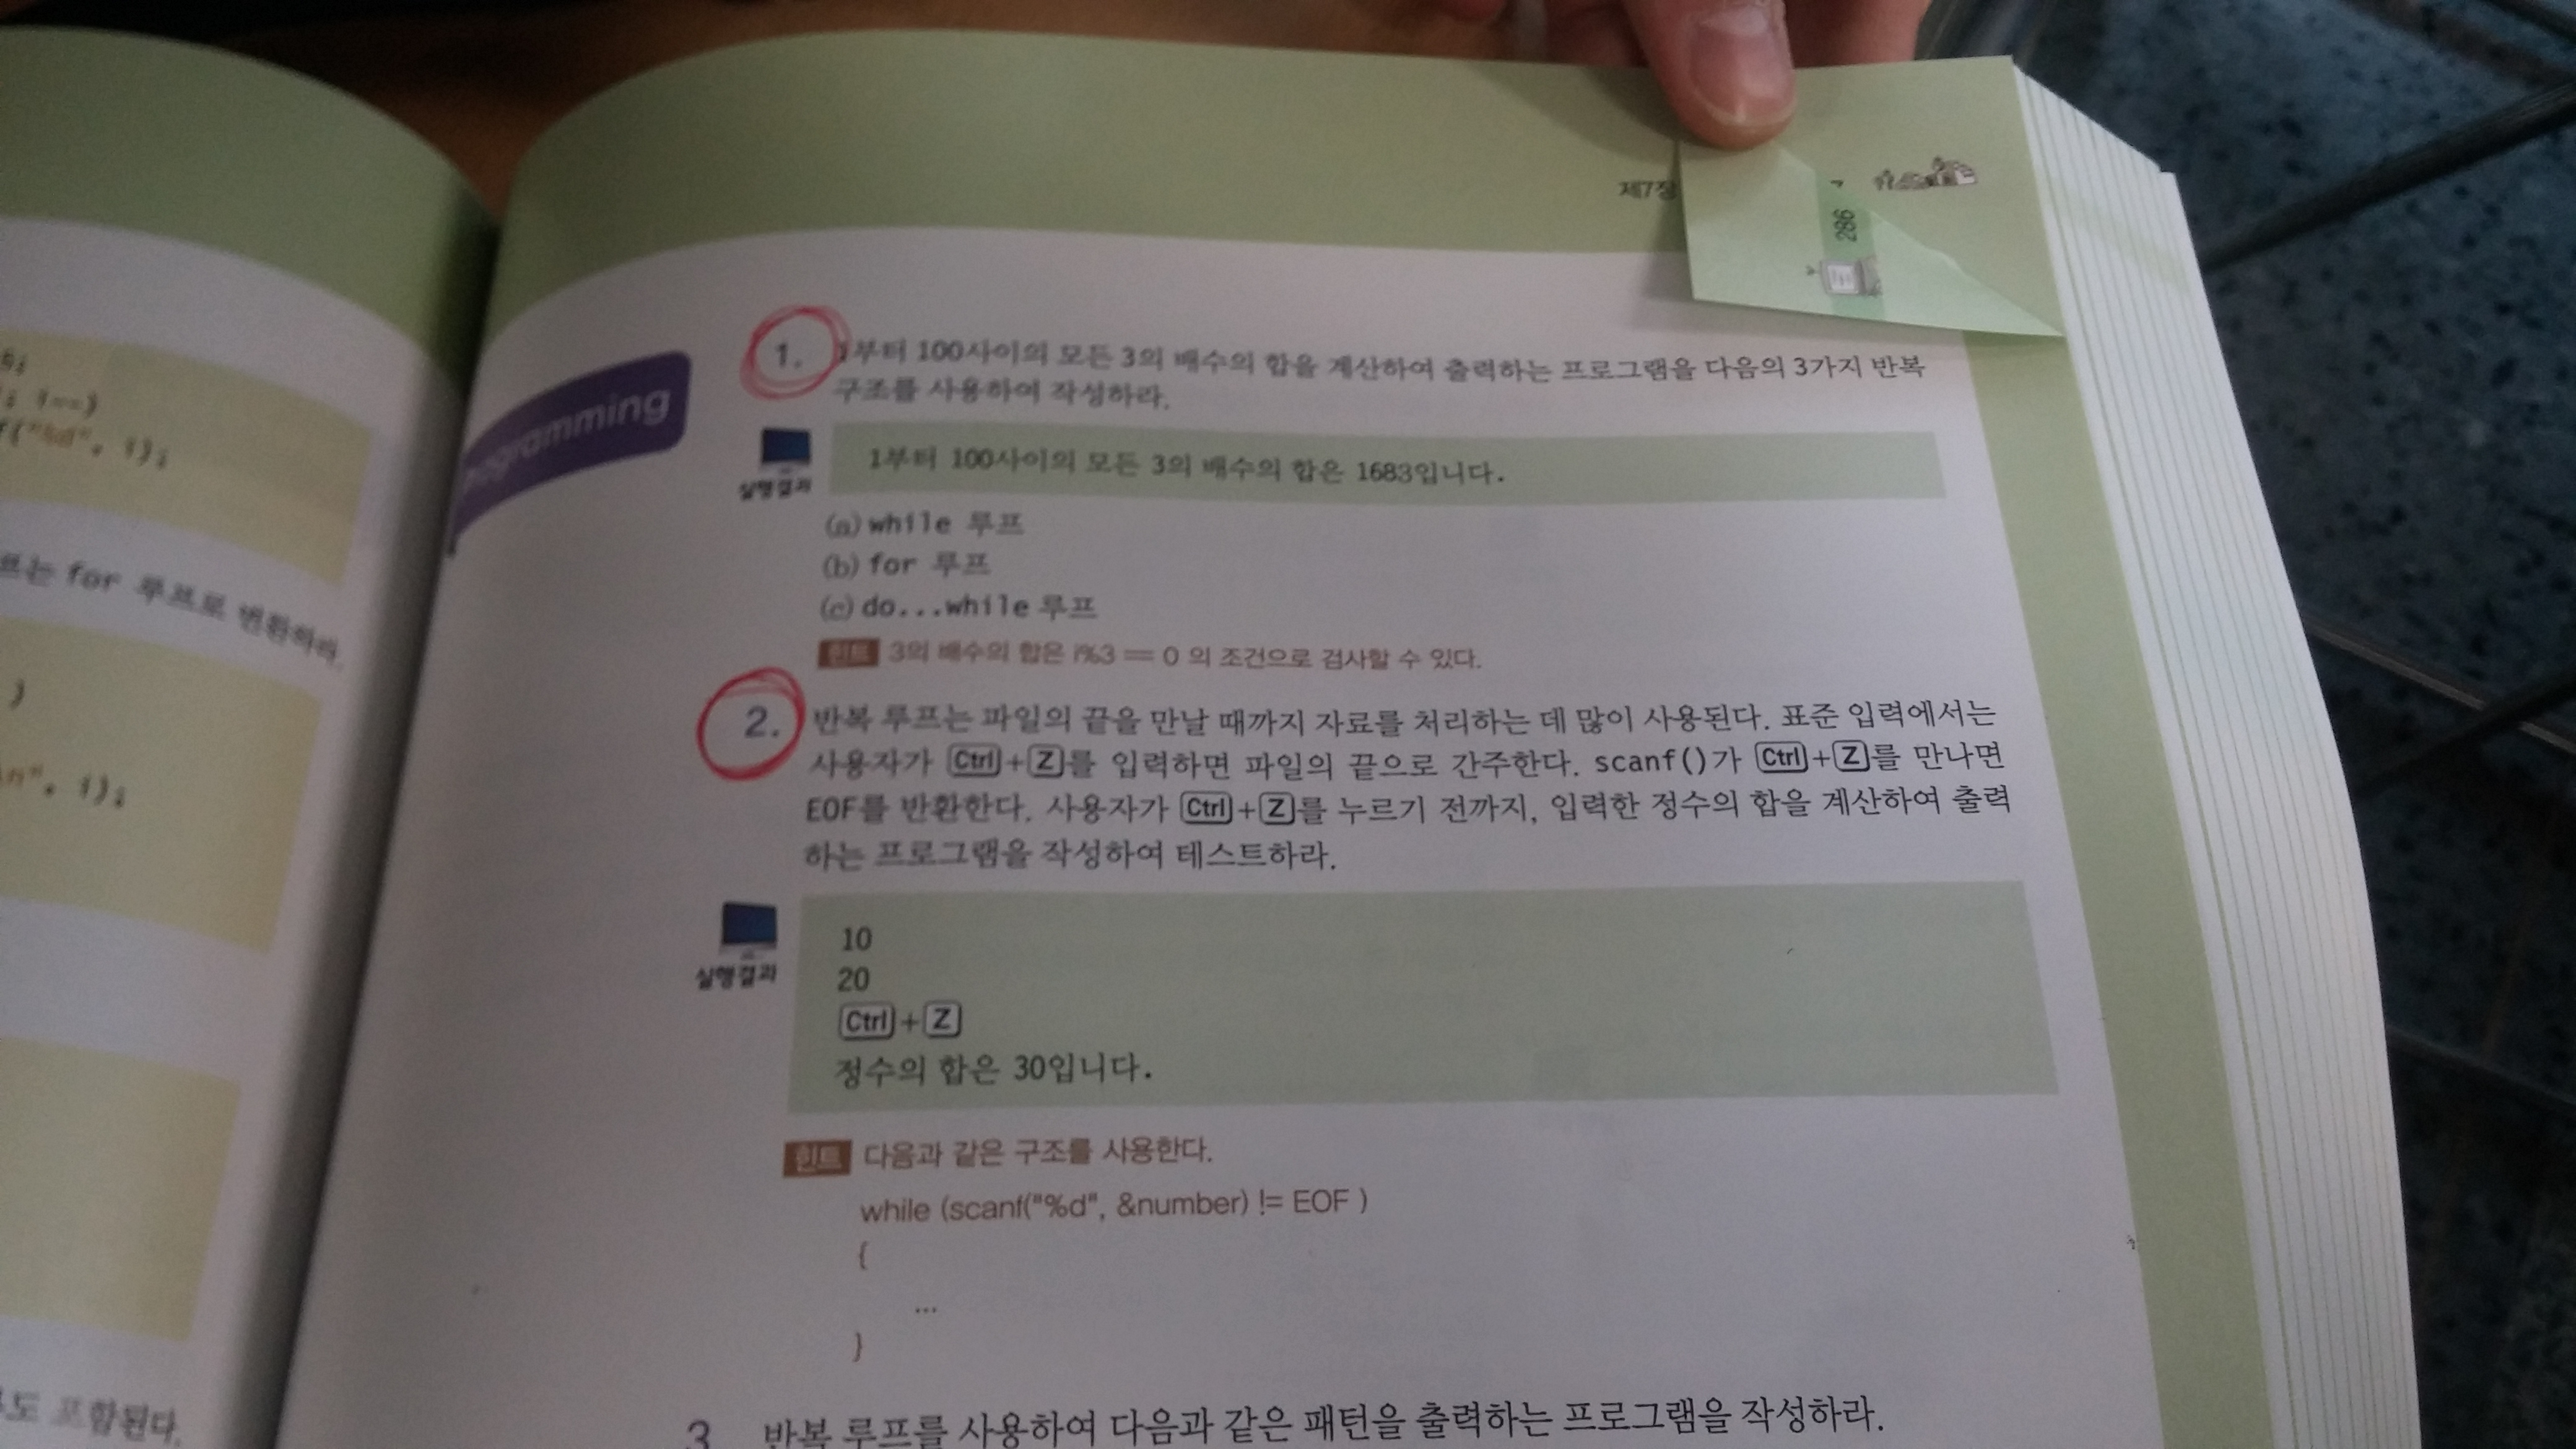 제7장
286
f("%d", i);
프는 for 루프로 변환하라.
)
\n", i);
도 포함된다.
Programming
1. 1부터 100사이의 모든 3의 배수의 합을 계산하여 출력하는 프로그램을 다음의 3가지 반복
구조를 사용하여 작성하라.
실행결과
1부터 100사이의 모든 3의 배수의 합은 1683입니다.
(a) while 루프
(b) for 루프
(c) do...while 루프
힌트 3의 배수의 합은 i%3 == 0 의 조건으로 검사할 수 있다.
2. 반복 루프는 파일의 끝을 만날 때까지 자료를 처리하는 데 많이 사용된다. 표준 입력에서는
사용자가 Ctrl+Z를 입력하면 파일의 끝으로 간주한다. scanf()가 Ctrl+Z를 만나면
EOF를 반환한다. 사용자가 Ctrl+Z를 누르기 전까지, 입력한 정수의 합을 계산하여 출력
하는 프로그램을 작성하여 테스트하라.
실행결과
10
20
Ctrl+Z
정수의 합은 30입니다.
힌트 다음과 같은 구조를 사용한다.
while (scanf("%d", &number) != EOF )
{
...
}
3 반복 루프를 사용하여 다음과 같은 패턴을 출력하는 프로그램을 작성하라.